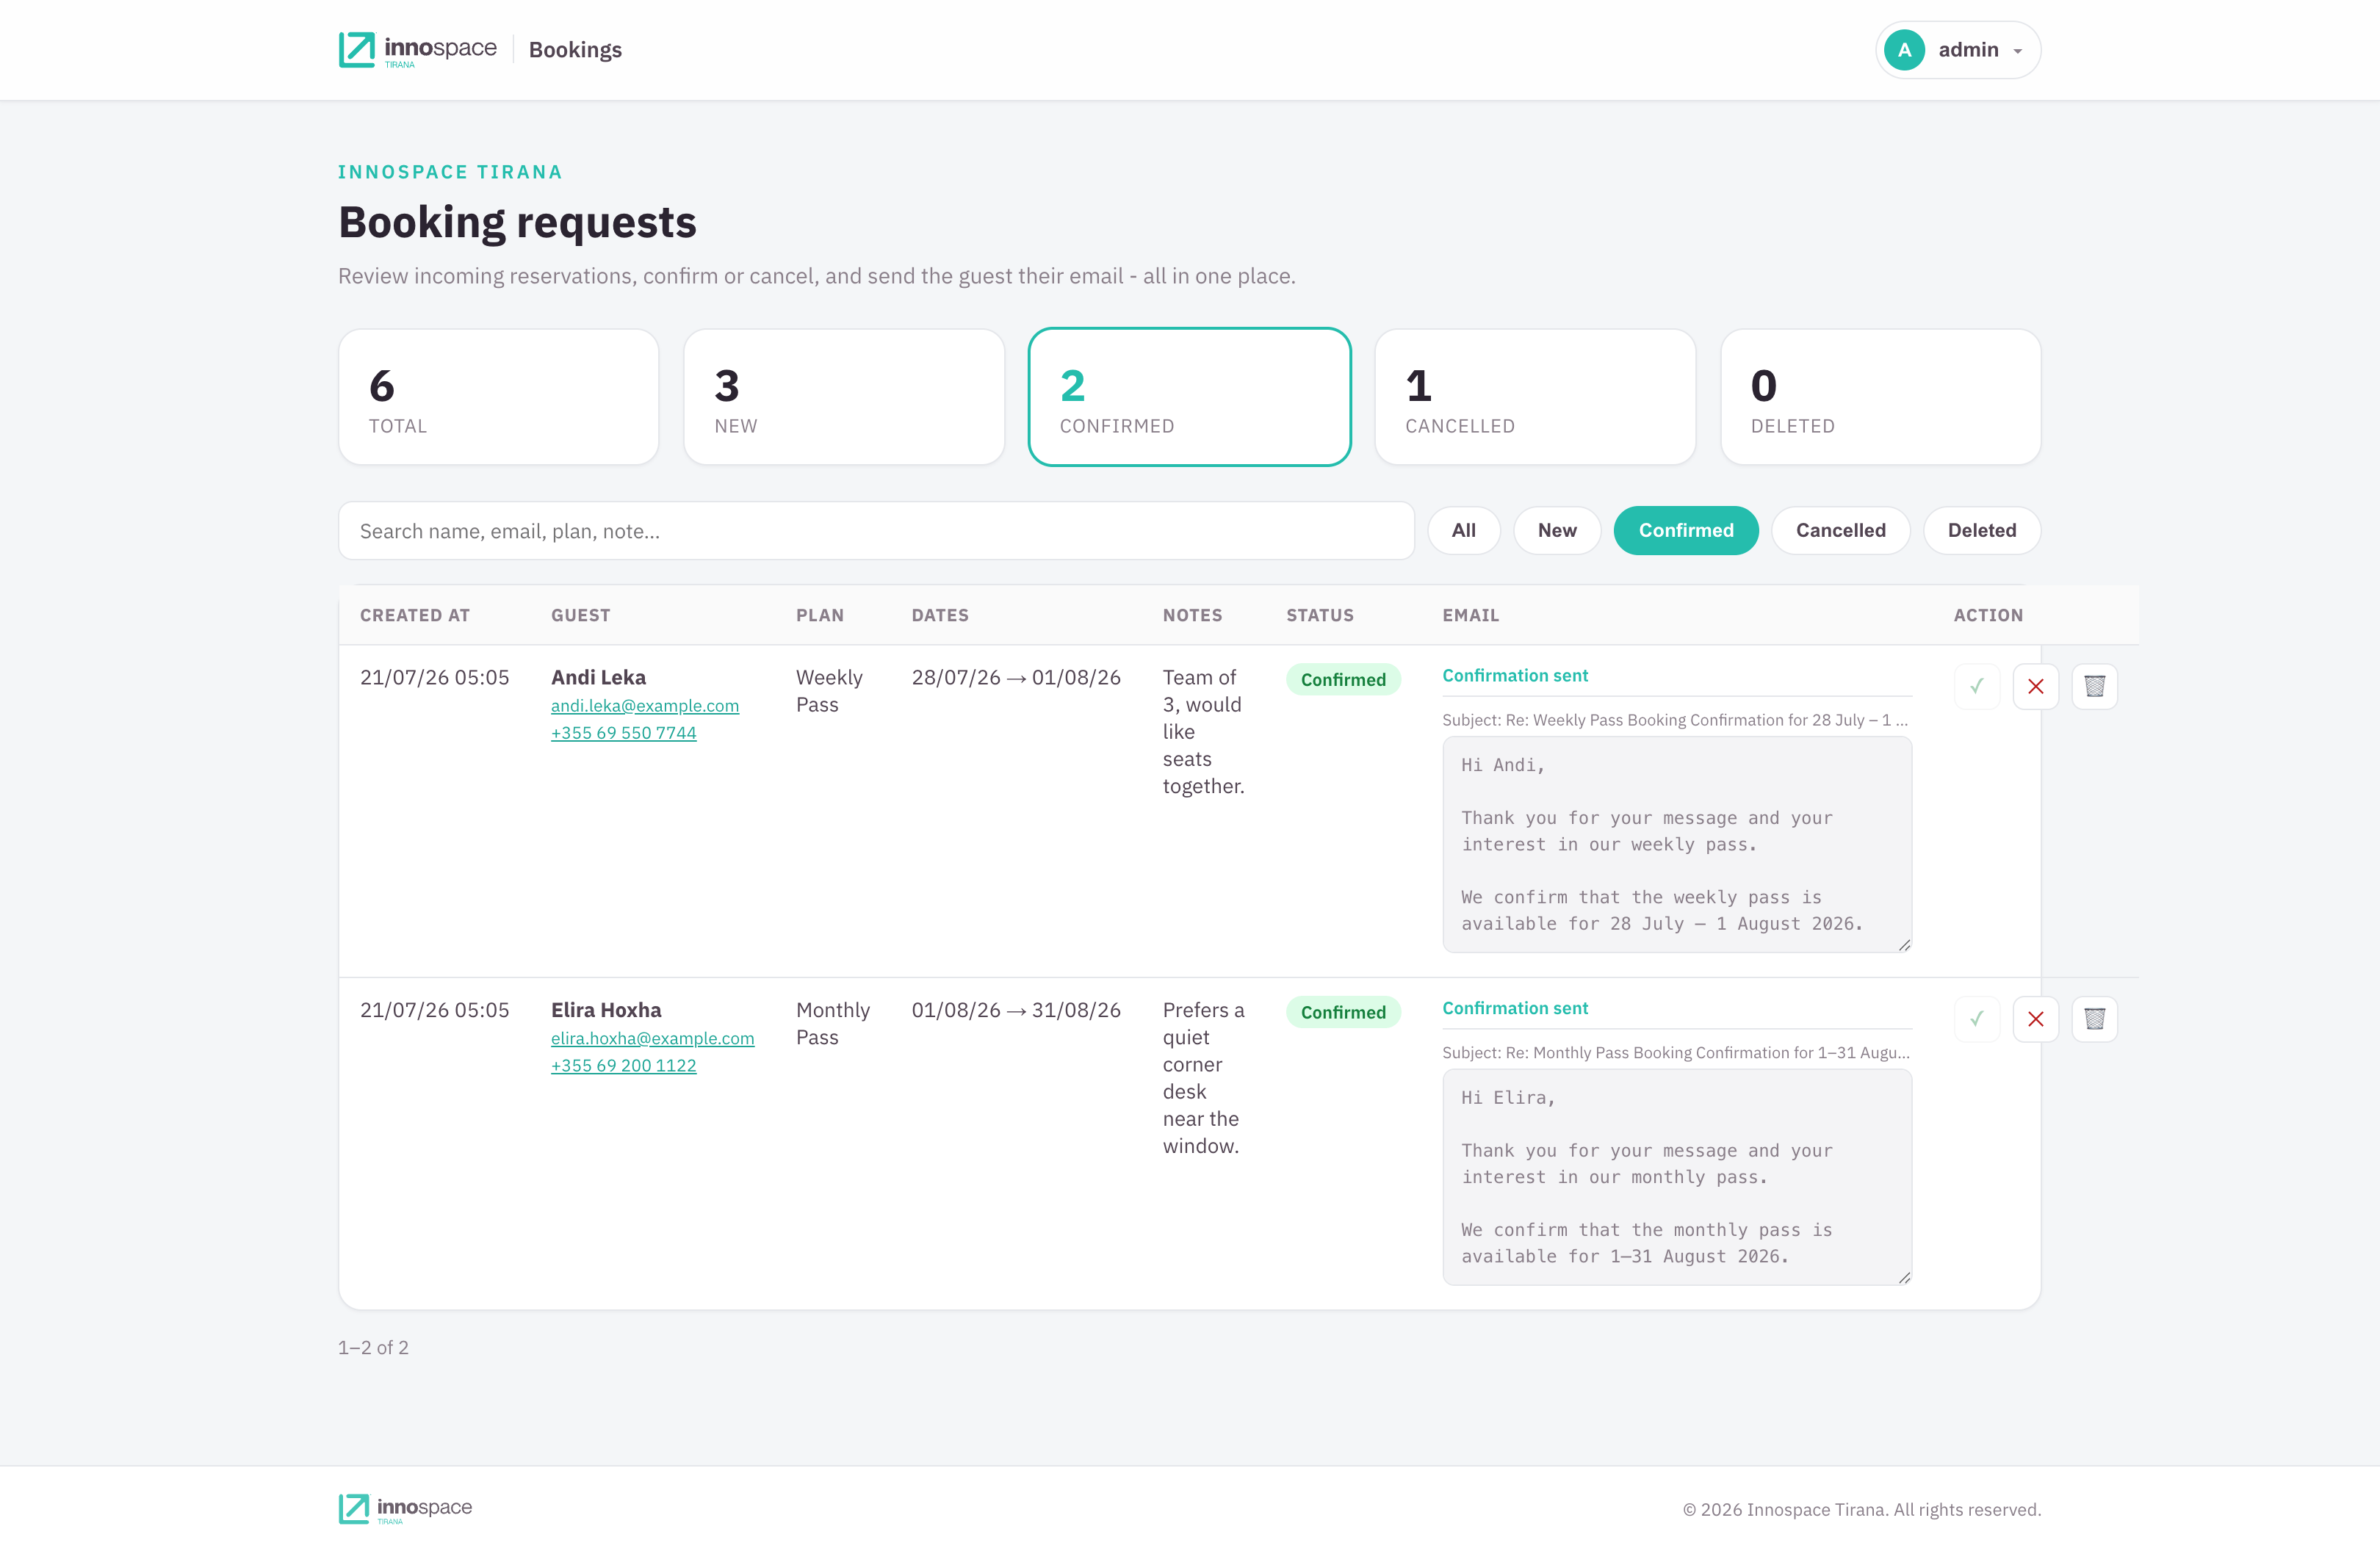 innospace
TIRANA
Bookings
A
admin
INNOSPACE TIRANA
Booking requests
Review incoming reservations, confirm or cancel, and send the guest their email - all in one place.
6
TOTAL
3
NEW
2
CONFIRMED
1
CANCELLED
0
DELETED
Search name, email, plan, note...
All
New
Confirmed
Cancelled
Deleted
CREATED AT
GUEST
PLAN
DATES
NOTES
STATUS
EMAIL
ACTION
21/07/26 05:05
Andi Leka
andi.leka@example.com
+355 69 550 7744
Weekly
Pass
28/07/26 → 01/08/26
Team of
3, would
like
seats
together.
Confirmed
Confirmation sent
Subject: Re: Weekly Pass Booking Confirmation for 28 July – 1 ...
Hi Andi,
Thank you for your message and your
interest in our weekly pass.
We confirm that the weekly pass is
available for 28 July – 1 August 2026.
21/07/26 05:05
Elira Hoxha
elira.hoxha@example.com
+355 69 200 1122
Monthly
Pass
01/08/26 → 31/08/26
Prefers a
quiet
corner
desk
near the
window.
Confirmed
Confirmation sent
Subject: Re: Monthly Pass Booking Confirmation for 1–31 Augu...
Hi Elira,
Thank you for your message and your
interest in our monthly pass.
We confirm that the monthly pass is
available for 1–31 August 2026.
1–2 of 2
innospace
TIRANA
© 2026 Innospace Tirana. All rights reserved.